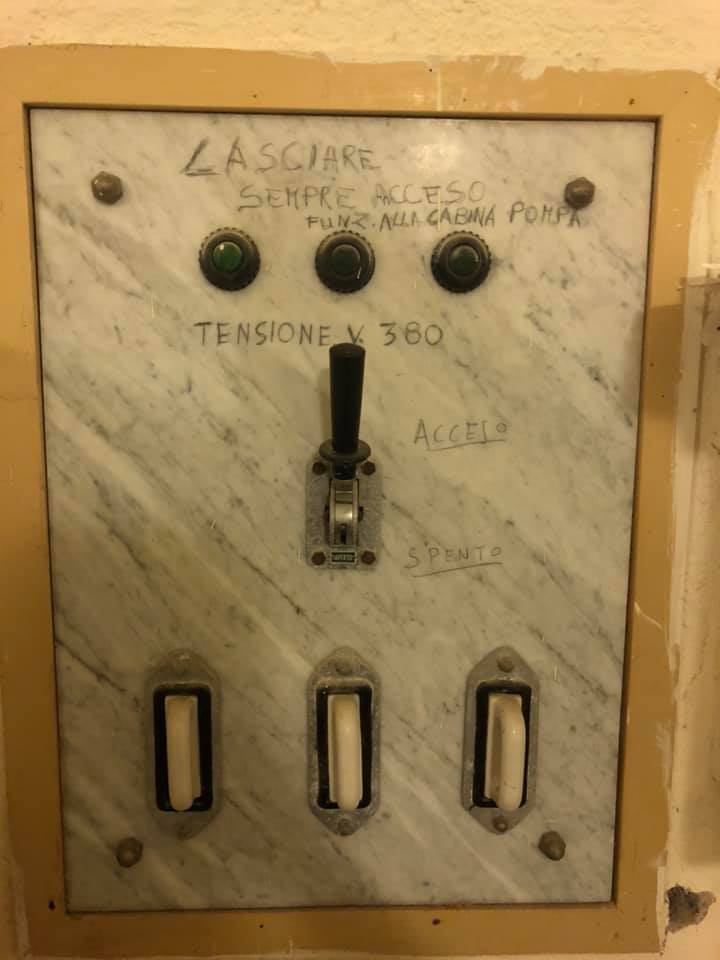 LASCIARE
SEMPRE ACCESO
FUNZ. ALLA CABINA POMPA
TENSIONE V. 380
ACCESO
SPENTO